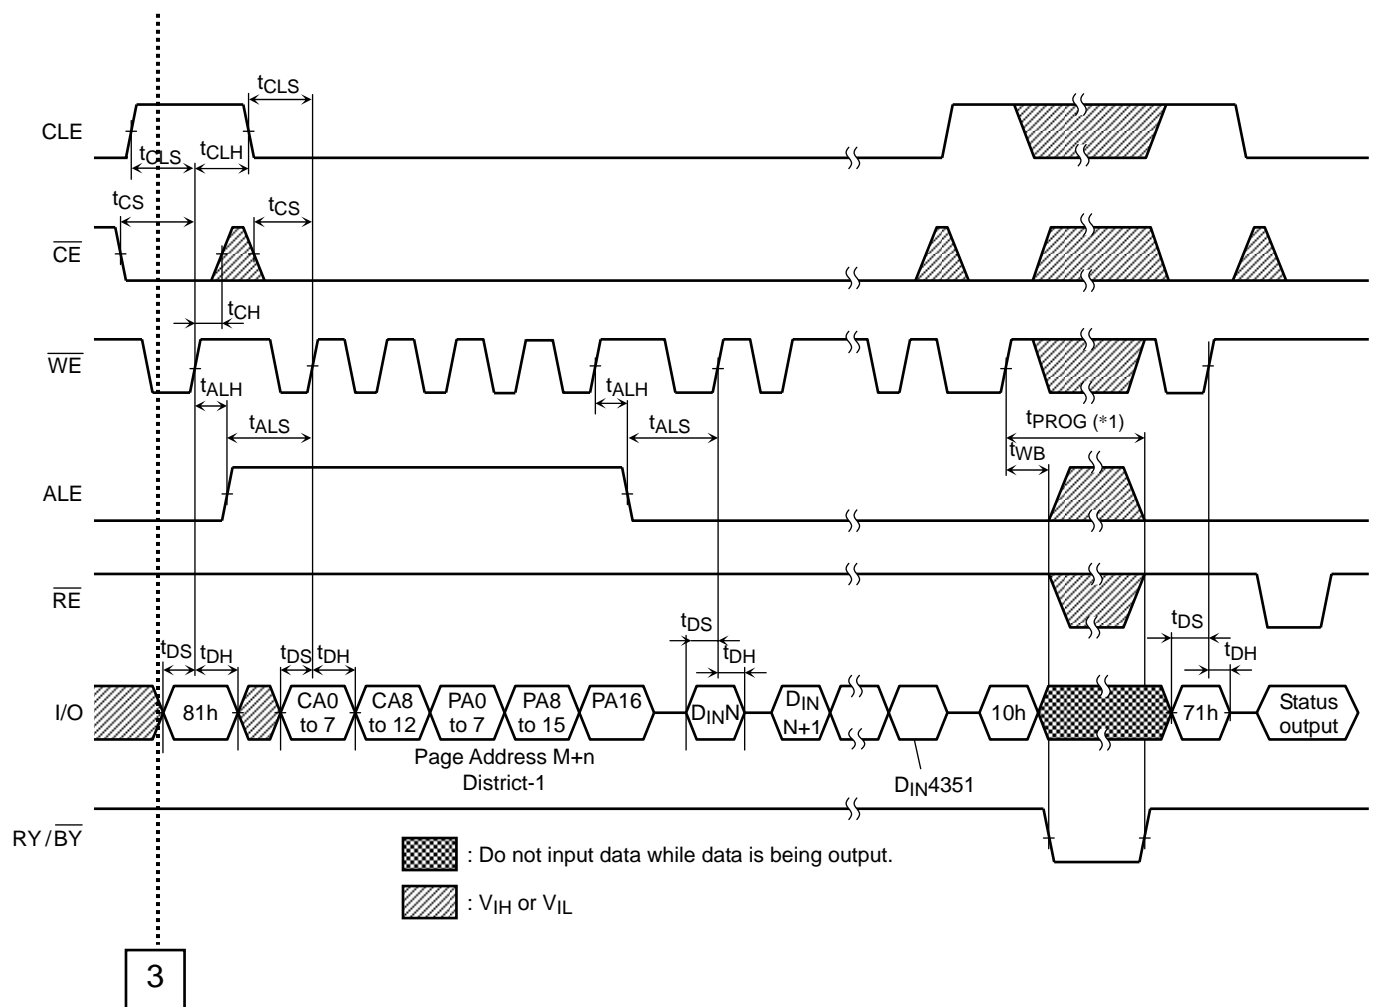 tCLS
CLE
tCLS tCLH
tCS tCS
CE
tCH
WE
tALH tALH
tALS tALS tPROG (*1)
tWB
ALE
RE
tDS tDH tDS tDH tDS tDH tDS tDH
I/O 81h CA0 to 7 CA8 to 12 PA0 to 7 PA8 to 15 PA16 DINN DIN N+1 10h 71h Status output
Page Address M+n
District-1
DIN4351
RY/BY
: Do not input data while data is being output.
: VIH or VIL
3